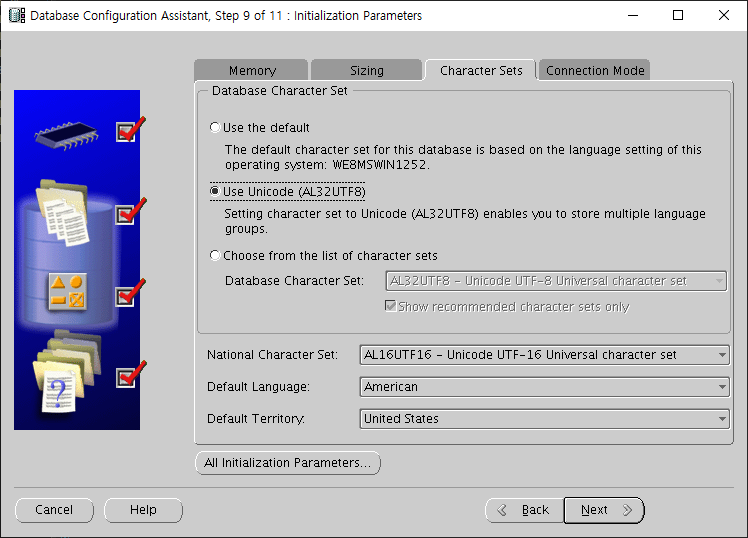 Database Configuration Assistant, Step 9 of 11 : Initialization Parameters
Memory
Sizing
Character Sets
Connection Mode
Database Character Set
Use the default
The default character set for this database is based on the language setting of this
operating system: WE8MSWIN1252.
Use Unicode (AL32UTF8)
Setting character set to Unicode (AL32UTF8) enables you to store multiple language
groups.
Choose from the list of character sets
Database Character Set:
AL32UTF8 - Unicode UTF-8 Universal character set
Show recommended character sets only
National Character Set:
AL16UTF16 - Unicode UTF-16 Universal character set
Default Language:
American
Default Territory:
United States
All Initialization Parameters...
Cancel
Help
Back
Next
?